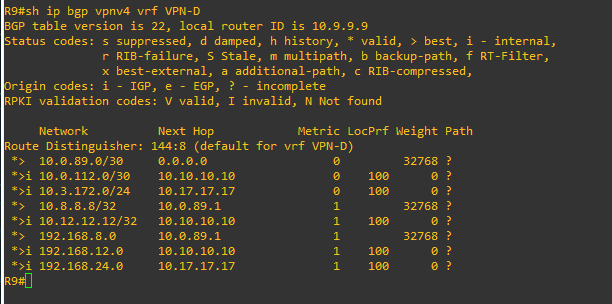 R9#sh ip bgp vpnv4 vrf VPN-D
BGP table version is 22, local router ID is 10.9.9.9
Status codes: s suppressed, d damped, h history, * valid, > best, i - internal,
              r RIB-failure, S Stale, m multipath, b backup-path, f RT-Filter,
              x best-external, a additional-path, c RIB-compressed,
Origin codes: i - IGP, e - EGP, ? - incomplete
RPKI validation codes: V valid, I invalid, N Not found
     Network          Next Hop            Metric LocPrf Weight Path
Route Distinguisher: 144:8 (default for vrf VPN-D)
 *>  10.0.89.0/30     0.0.0.0                  0         32768 ?
 *>i 10.0.112.0/30    10.10.10.10              0    100      0 ?
 *>i 10.3.172.0/24    10.17.17.17              0    100      0 ?
 *>  10.8.8.8/32      10.0.89.1                1         32768 ?
 *>i 10.12.12.12/32   10.10.10.10              1    100      0 ?
 *>  192.168.8.0      10.0.89.1                1         32768 ?
 *>i 192.168.12.0     10.10.10.10              1    100      0 ?
 *>i 192.168.24.0     10.17.17.17              1    100      0 ?
R9#